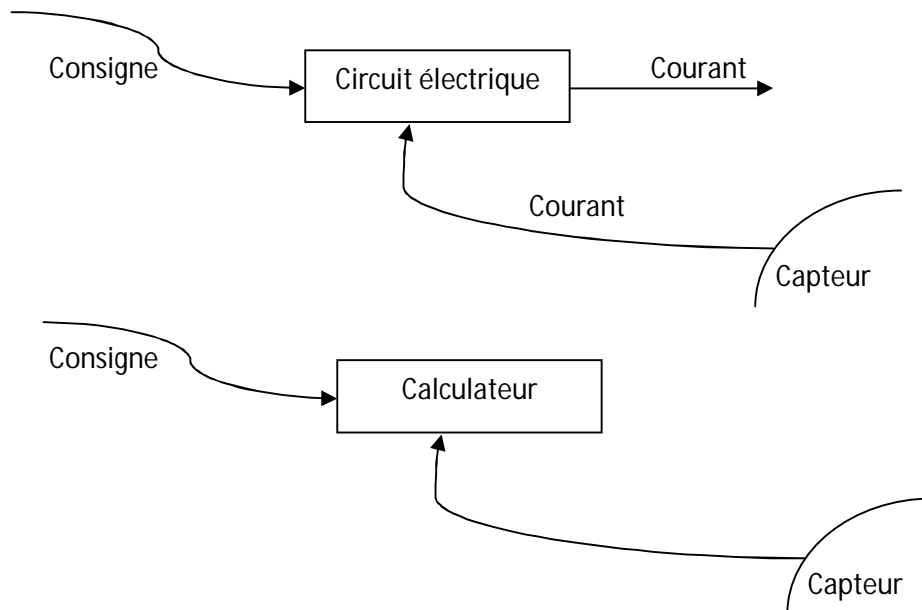 Consigne
Circuit électrique
Courant
Courant
Capteur
Consigne
Calculateur
Capteur